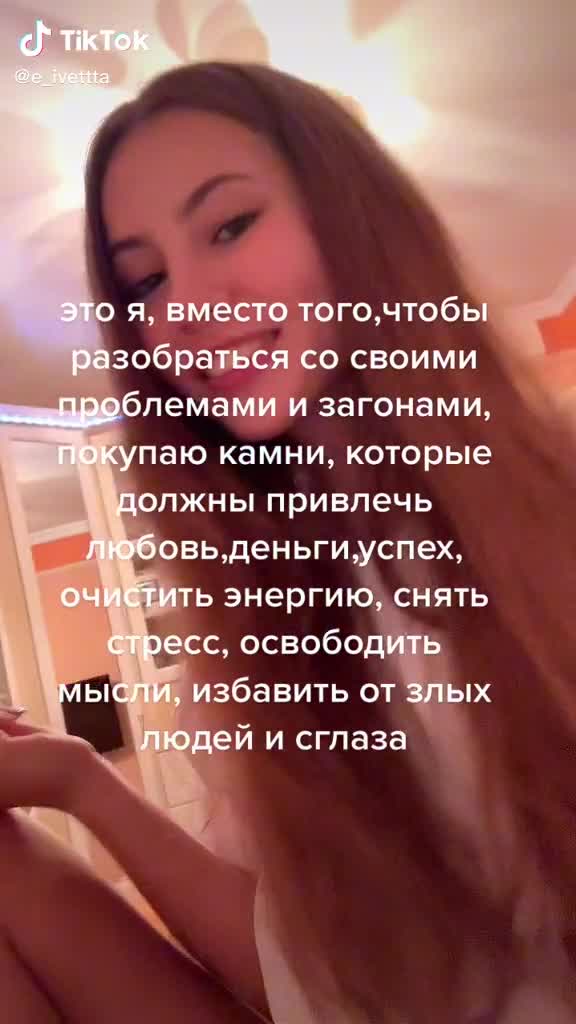 TikTok
@e_ivettta
это я, вместо того,чтобы
разобраться со своими
проблемами и загонами,
покупаю камни, которые
должны привлечь
любовь,деньги,успех,
очистить энергию, снять
стресс, освободить
мысли, избавить от злых
людей и сглаза